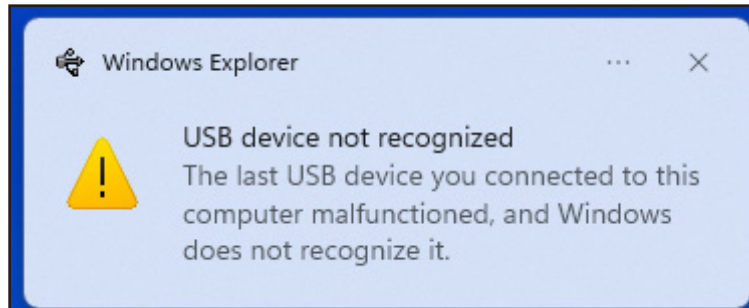 Windows Explorer ...
USB device not recognized
The last USB device you connected to this
computer malfunctioned, and Windows
does not recognize it.